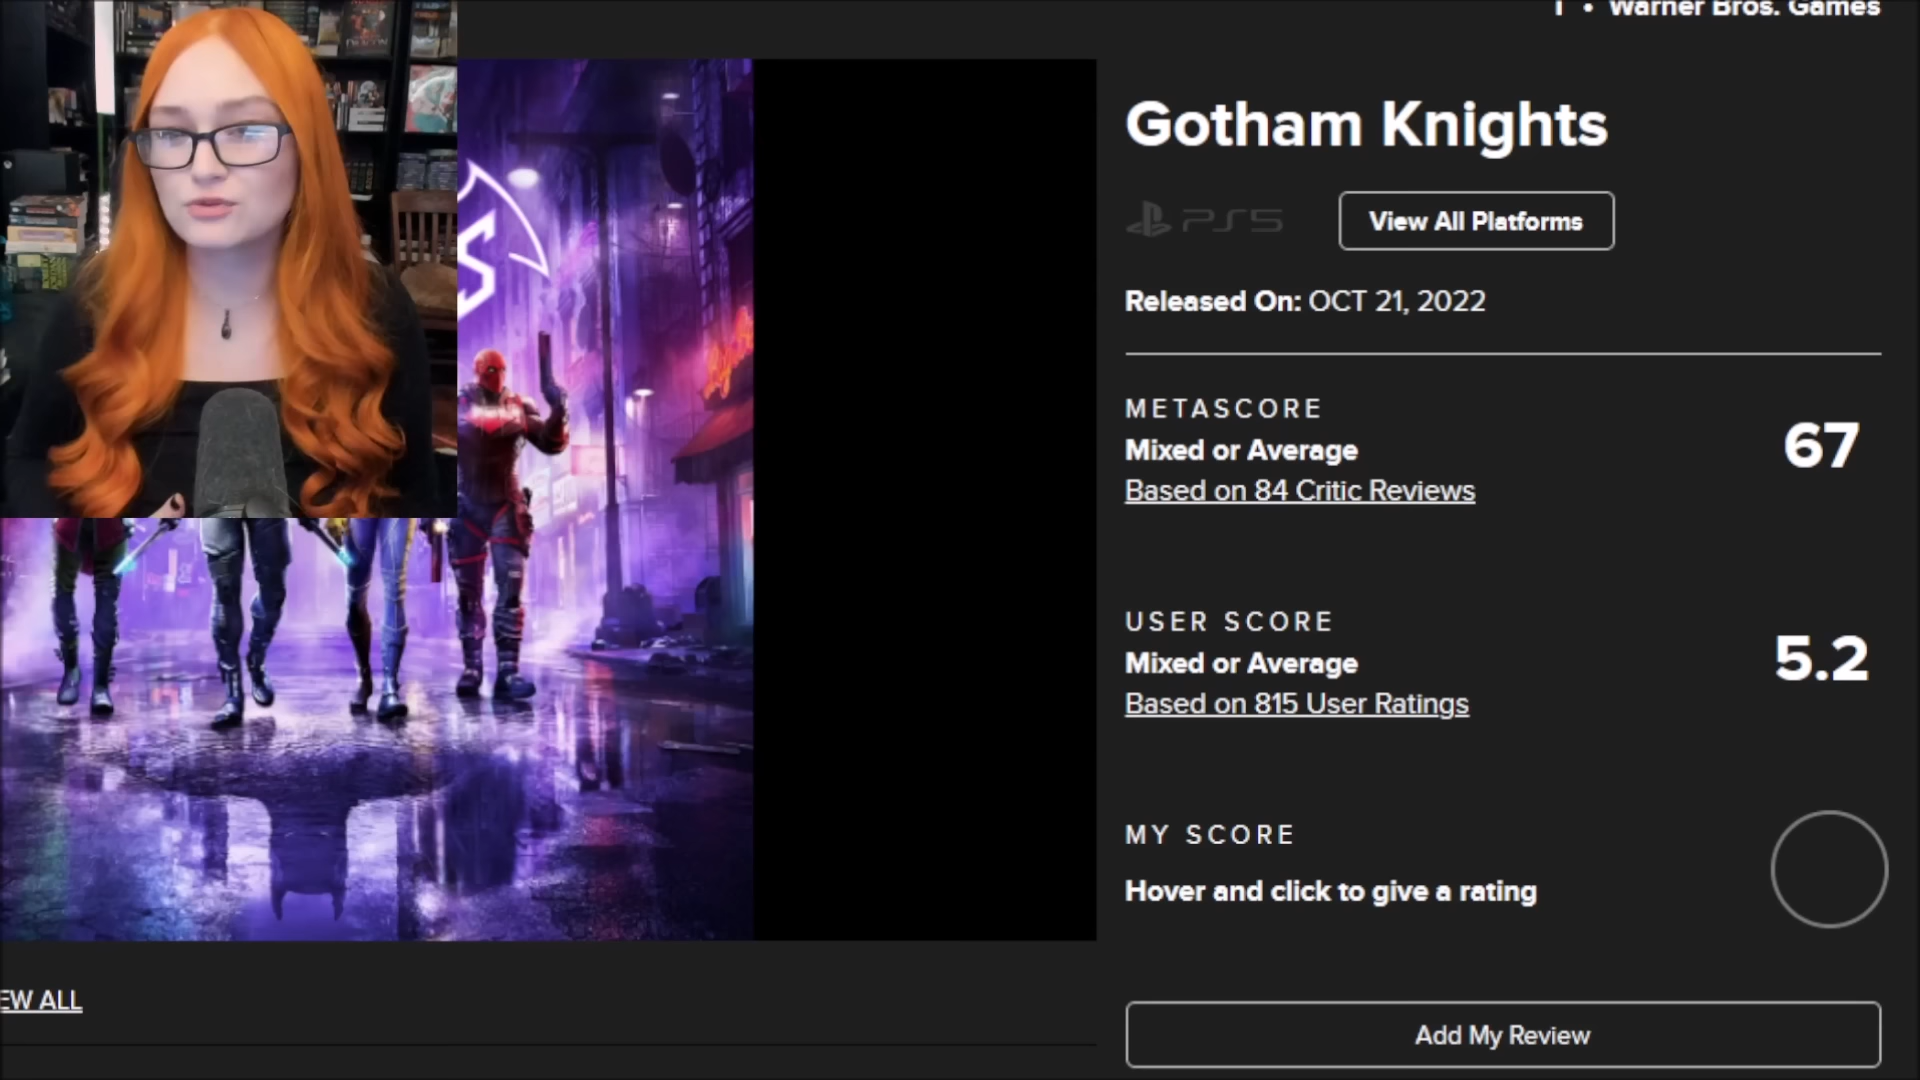 Warner Bros. Games
Gotham Knights
PS5
View All Platforms
Released On: OCT 21, 2022
METASCORE
Mixed or Average
67
Based on 84 Critic Reviews
USER SCORE
Mixed or Average
5.2
Based on 815 User Ratings
MY SCORE
Hover and click to give a rating
EW ALL
Add My Review